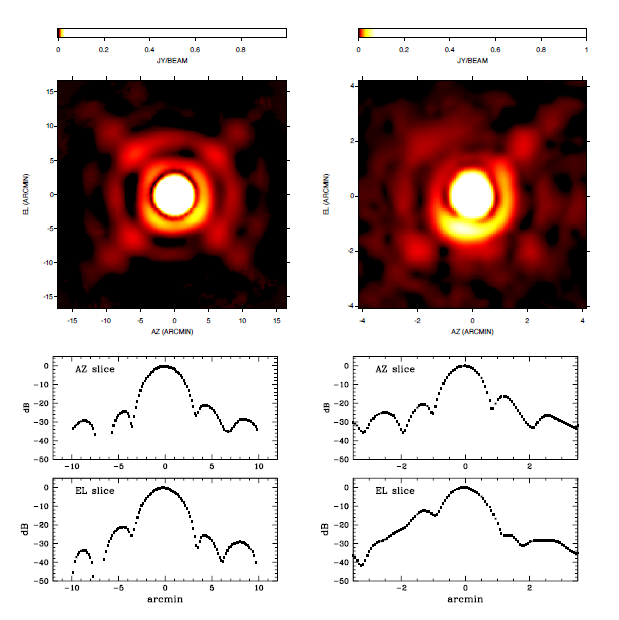 0 0.2 0.4 0.6 0.8
JY/BEAM
0 0.2 0.4 0.6 0.8 1
JY/BEAM
15
10
5
0
-5
-10
-15
EL (ARCMIN)
-15 -10 -5 0 5 10 15
AZ (ARCMIN)
4
2
0
-2
-4
EL (ARCMIN)
-4 -2 0 2 4
AZ (ARCMIN)
AZ slice
0
-10
-20
-30
-40
-50
dB
-10 -5 0 5 10
AZ slice
0
-10
-20
-30
-40
-50
dB
-2 0 2
EL slice
0
-10
-20
-30
-40
-50
dB
-10 -5 0 5 10
arcmin
EL slice
0
-10
-20
-30
-40
-50
dB
-2 0 2
arcmin